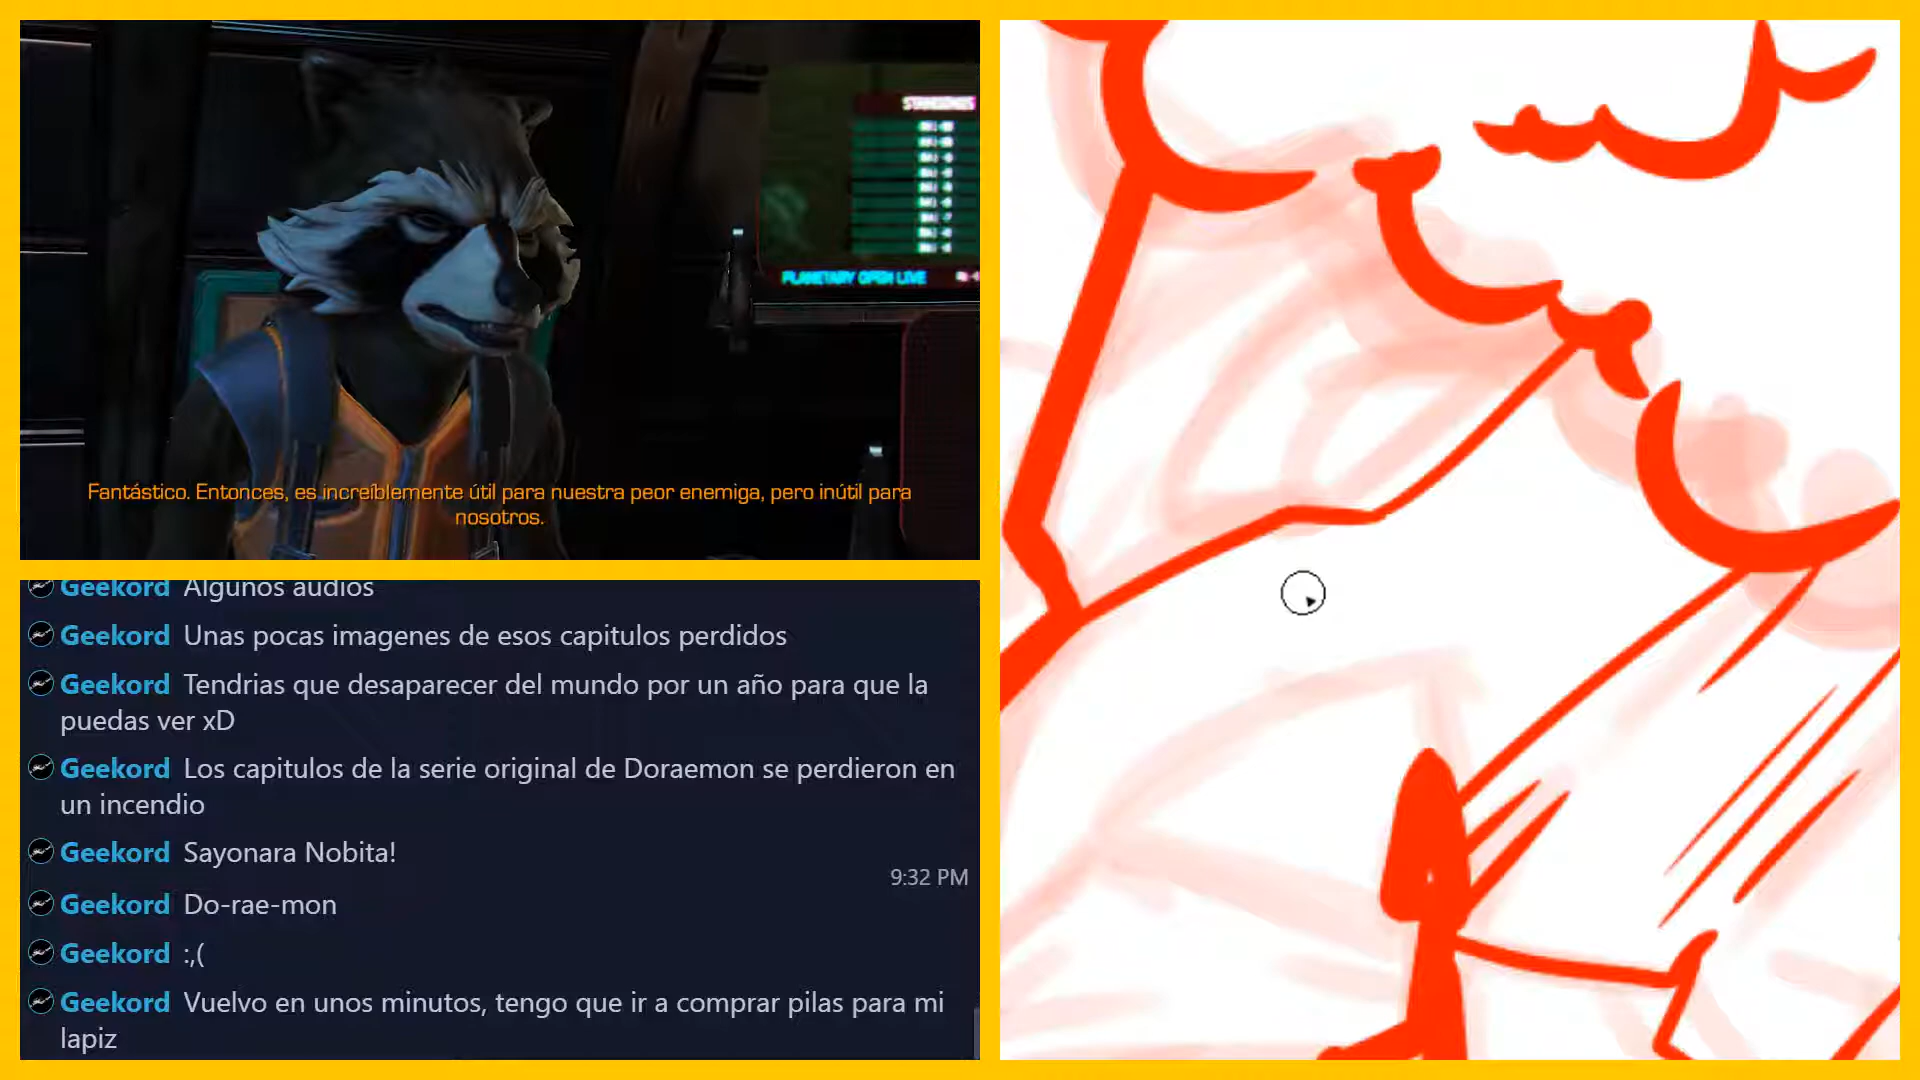 STANDINGS
PLANETARY OPEN LIVE
Fantástico. Entonces, es increíblemente útil para nuestra peor enemiga, pero inútil para
nosotros.
Geekord Algunos audios
Geekord Unas pocas imagenes de esos capitulos perdidos
Geekord Tendrias que desaparecer del mundo por un año para que la
puedas ver xD
Geekord Los capitulos de la serie original de Doraemon se perdieron en
un incendio
Geekord Sayonara Nobita!
9:32 PM
Geekord Do-rae-mon
Geekord :,(
Geekord Vuelvo en unos minutos, tengo que ir a comprar pilas para mi
lapiz